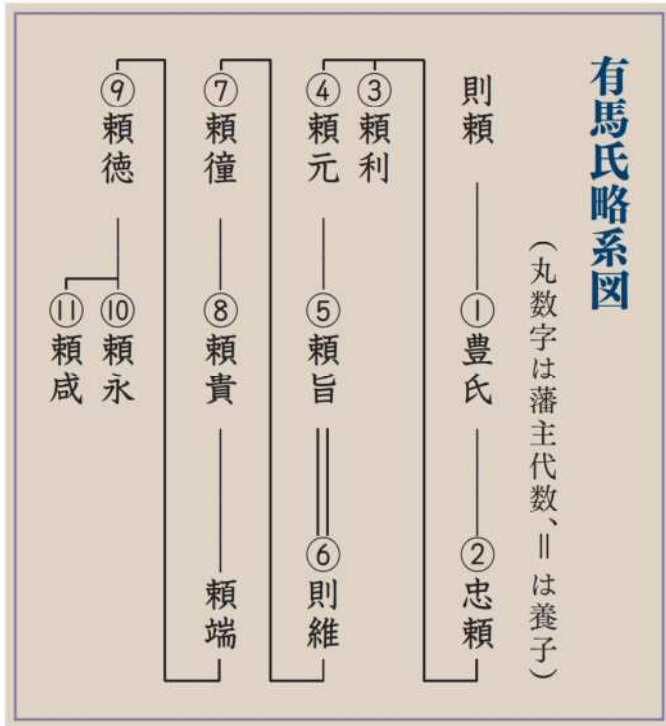 有馬氏略系図
（丸数字は藩主代数、＝は養子）
則頼
①豊氏
②忠頼
③頼利
④頼元
⑤頼旨
⑥則維
⑦頼徸
⑧頼貴
頼端
⑨頼徳
⑩頼永
⑪頼咸